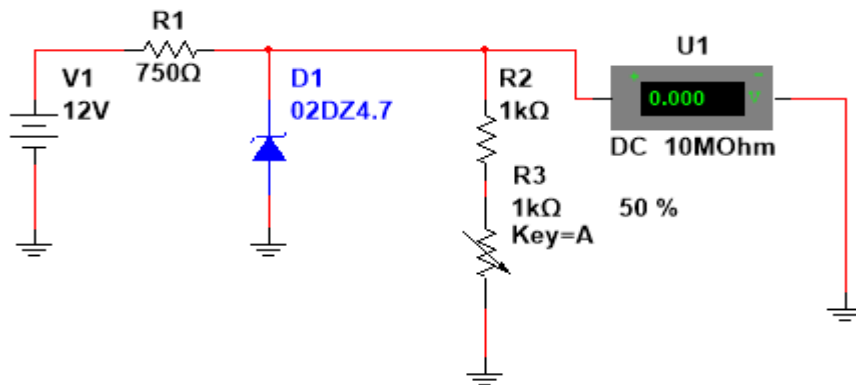 R1
750Ω
V1
12V
D1
02DZ4.7
R2
1kΩ
R3
1kΩ 50 %
Key=A
U1
+ −
0.000 V
DC 10MOhm